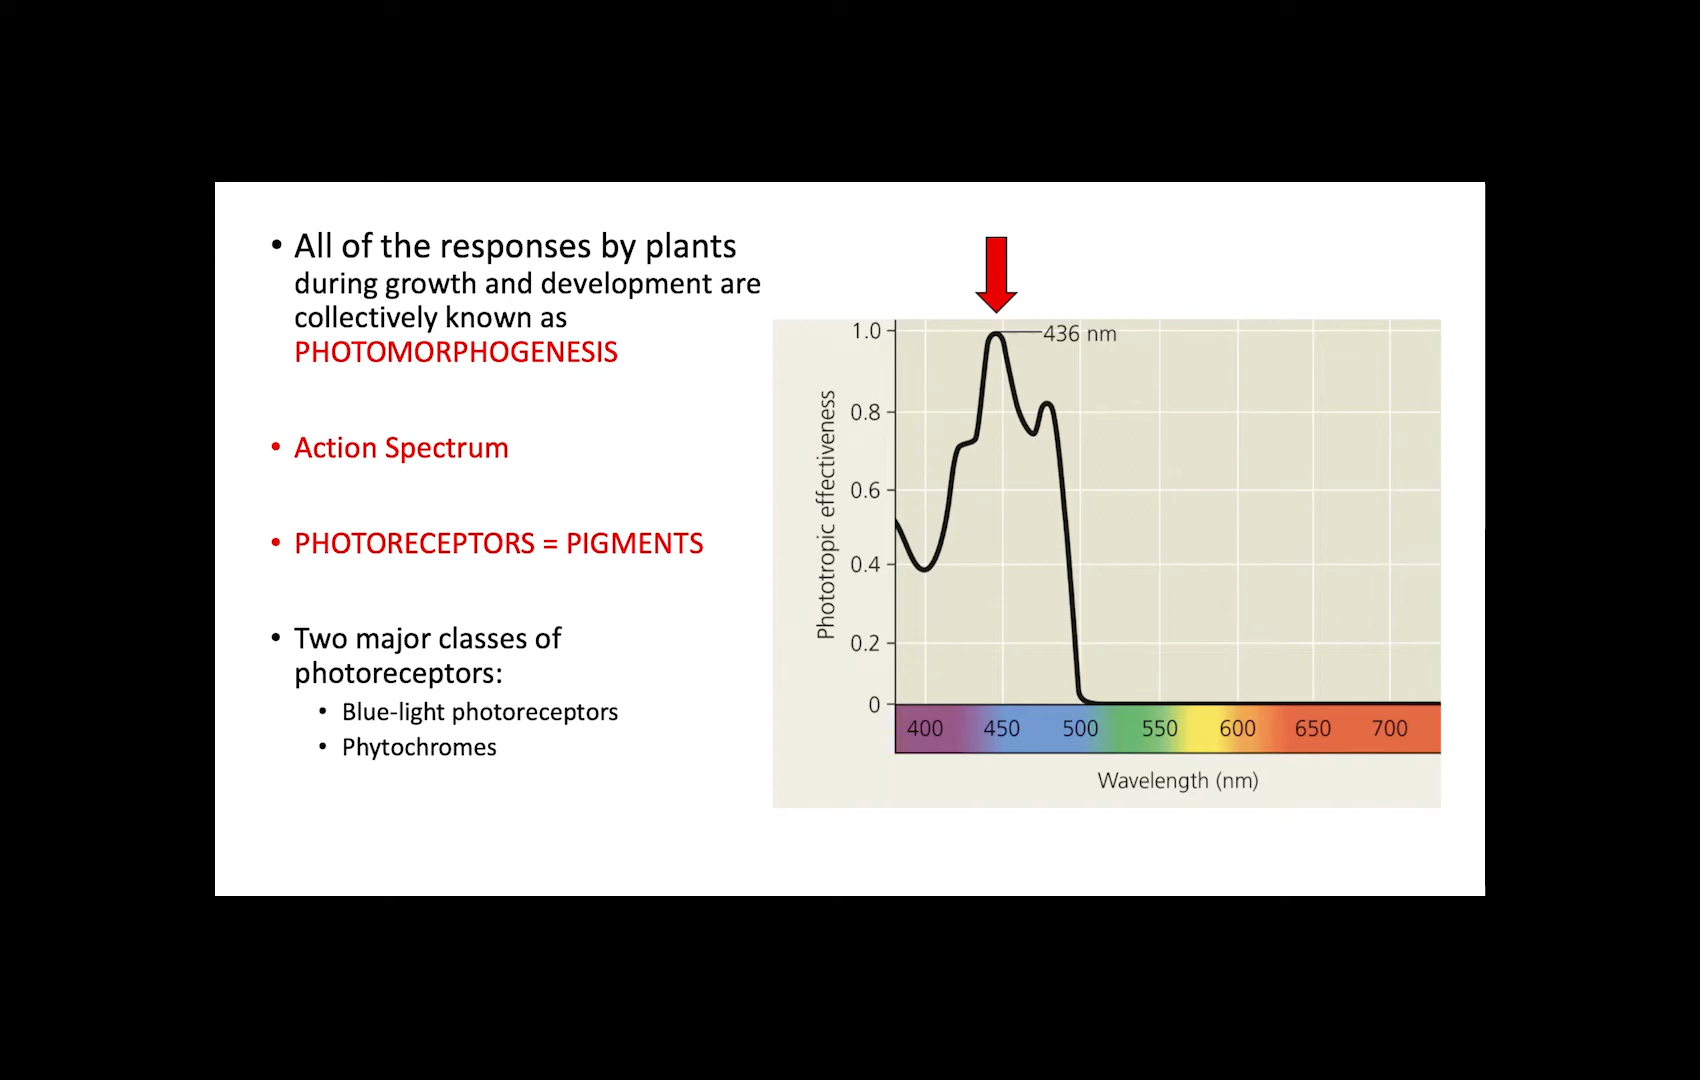 • All of the responses by plants
during growth and development are
collectively known as
PHOTOMORPHOGENESIS
• Action Spectrum
• PHOTORECEPTORS = PIGMENTS
• Two major classes of
photoreceptors:
• Blue-light photoreceptors
• Phytochromes
436 nm
Phototropic effectiveness
1.0
0.8
0.6
0.4
0.2
0
400 450 500 550 600 650 700
Wavelength (nm)